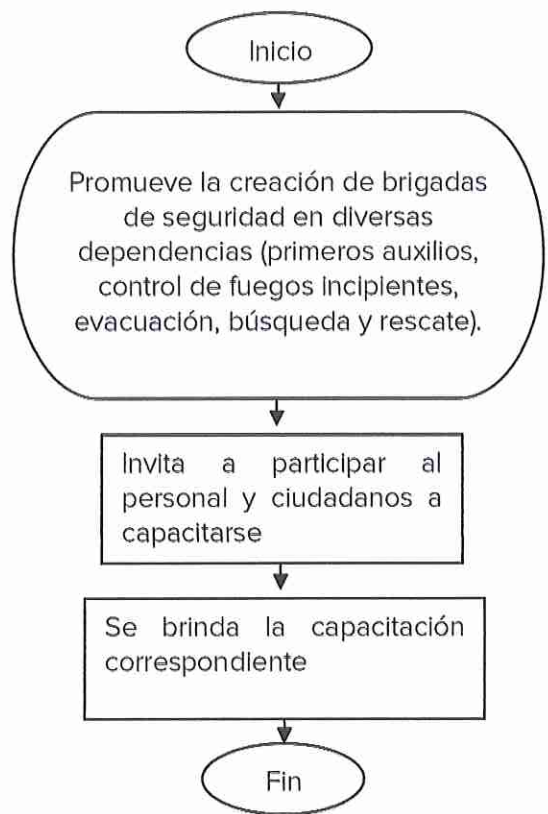 Inicio
Promueve la creación de brigadas
de seguridad en diversas
dependencias (primeros auxilios,
control de fuegos incipientes,
evacuación, búsqueda y rescate).
Invita a participar al
personal y ciudadanos a
capacitarse
Se brinda la capacitación
correspondiente
Fin